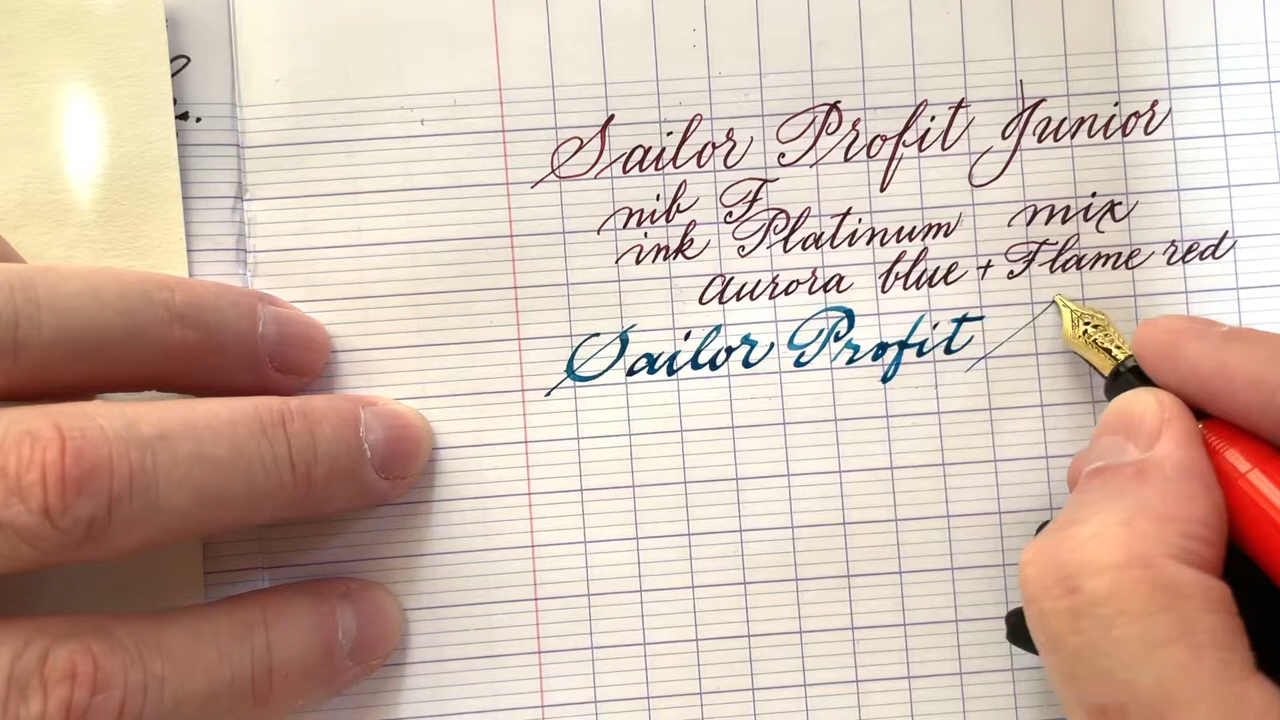 Sailor Profit Junior
nib F
ink Platinum mix
aurora blue + Flame red
Sailor Profit